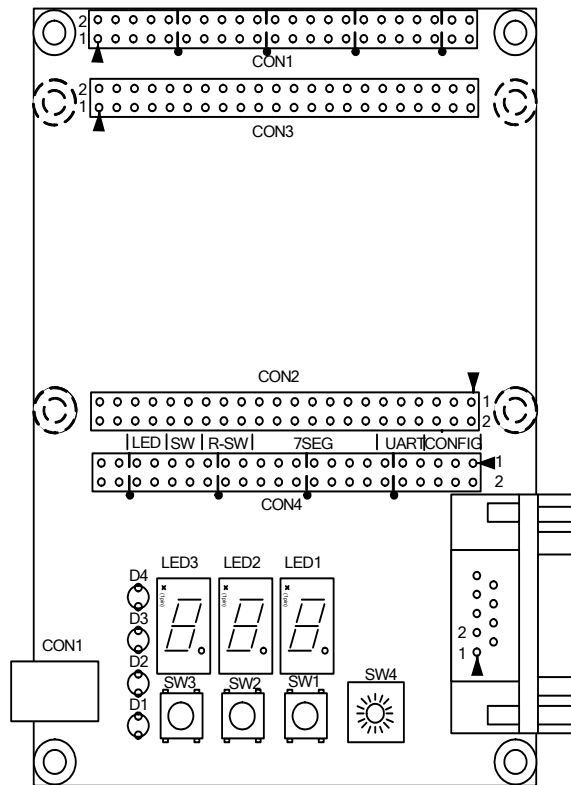 2
1
CON1
2
1
CON3
CON2
1
2
LED SW R-SW 7SEG UART CONFIG
1
2
CON4
LED3 LED2 LED1
D4
D3
CON1
2
1
D2
SW3 SW2 SW1 SW4
D1